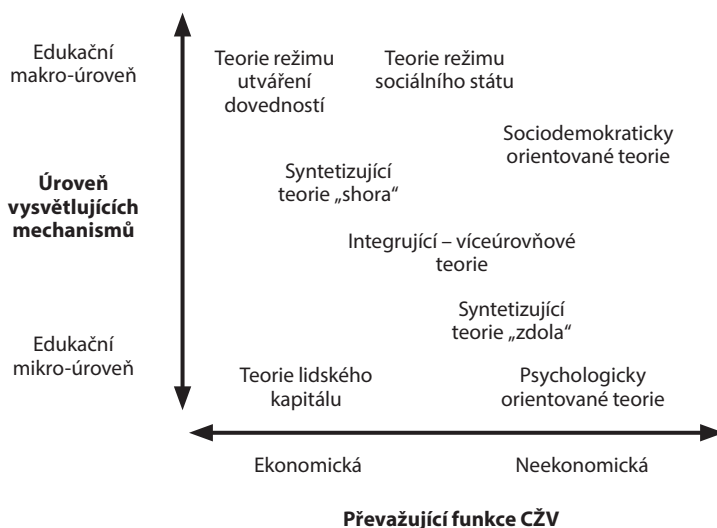 Edukační
makro-úroveň
Teorie režimu
utváření
dovedností
Teorie režimu
sociálního státu
Sociodemokraticky
orientované teorie
Syntetizující
teorie „shora“
Úroveň
vysvětlujících
mechanismů
Integrující – víceúrovňové
teorie
Syntetizující
teorie „zdola“
Edukační
mikro-úroveň
Teorie lidského
kapitálu
Psychologicky
orientované teorie
Ekonomická
Neekonomická
Převažující funkce CŽV